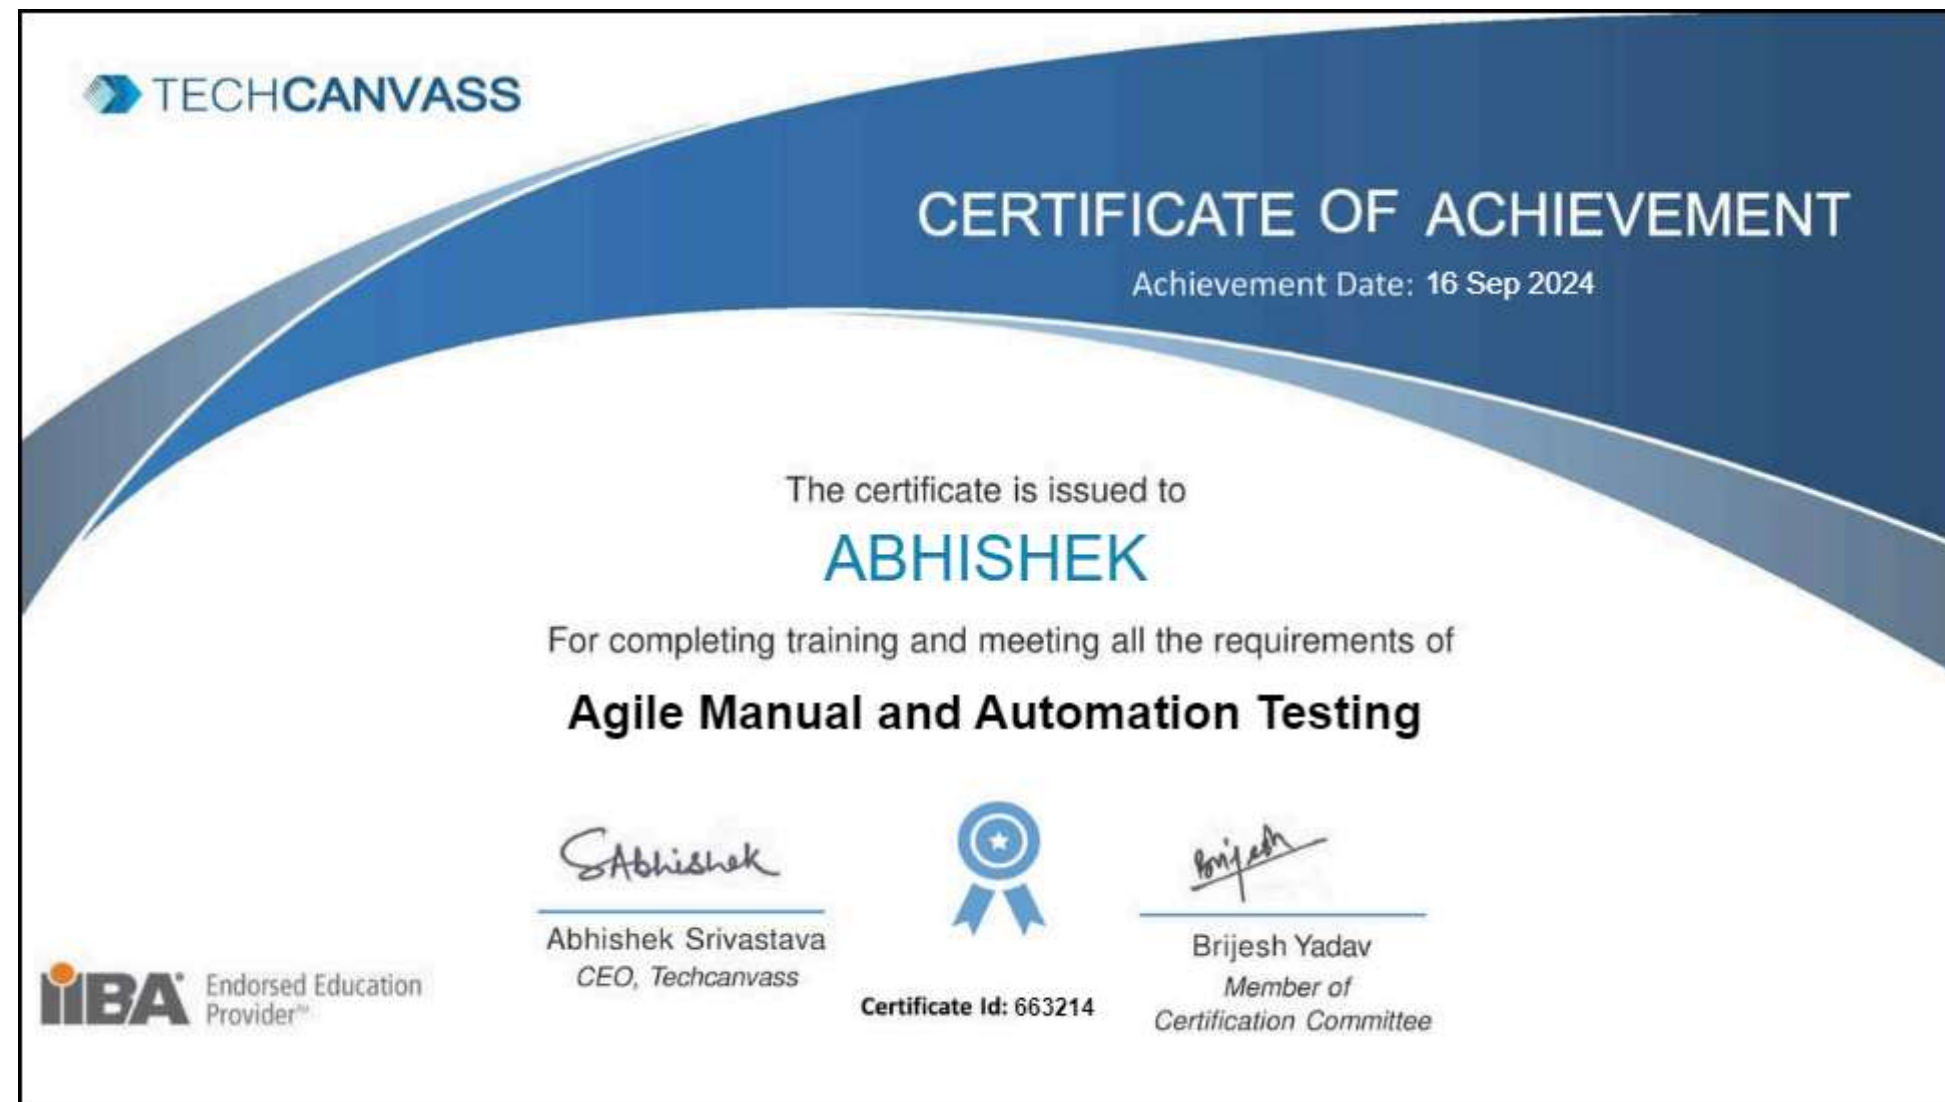 TECHCANVASS
CERTIFICATE OF ACHIEVEMENT
Achievement Date: 16 Sep 2024
The certificate is issued to
ABHISHEK
For completing training and meeting all the requirements of
Agile Manual and Automation Testing
SAbhishek
Brijesh
Abhishek Srivastava
CEO, Techcanvass
Brijesh Yadav
Member of
Certification Committee
Certificate Id: 663214
iiBA® Endorsed Education
Provider™